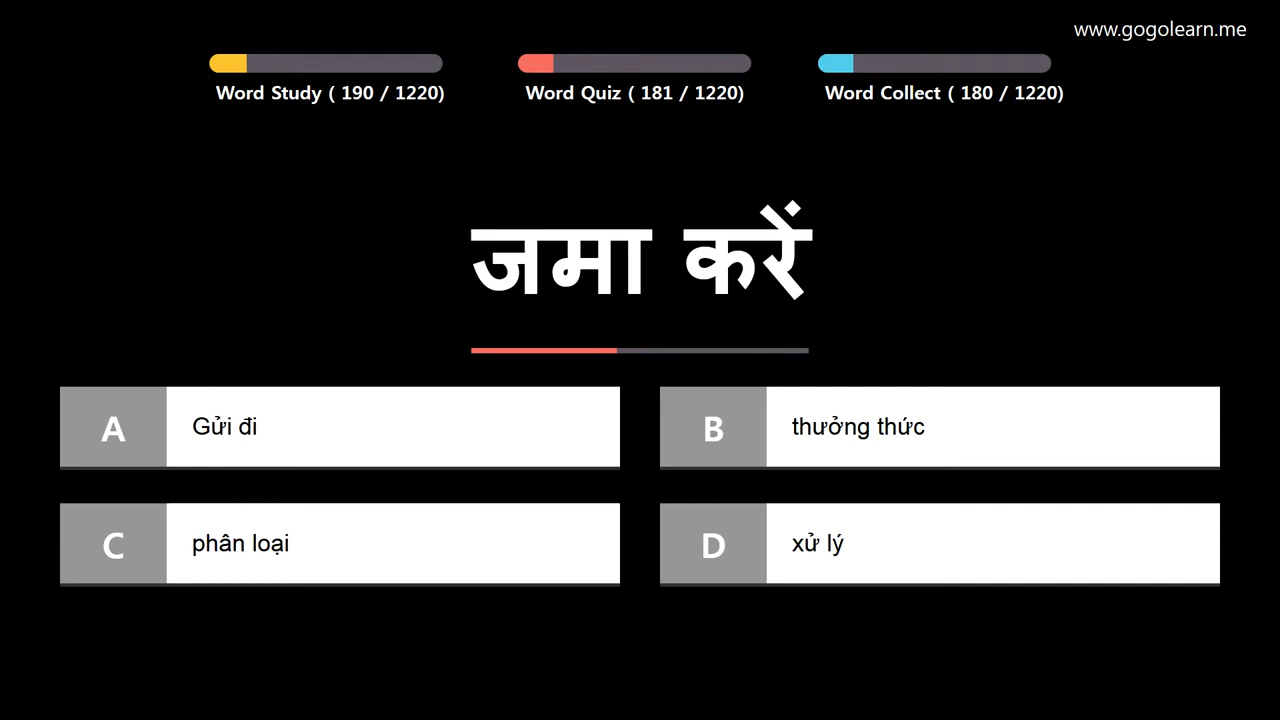 www.gogolearn.me
Word Study ( 190 / 1220)
Word Quiz ( 181 / 1220)
Word Collect ( 180 / 1220)
जमा करें
A Gửi đi
B thưởng thức
C phân loại
D xử lý